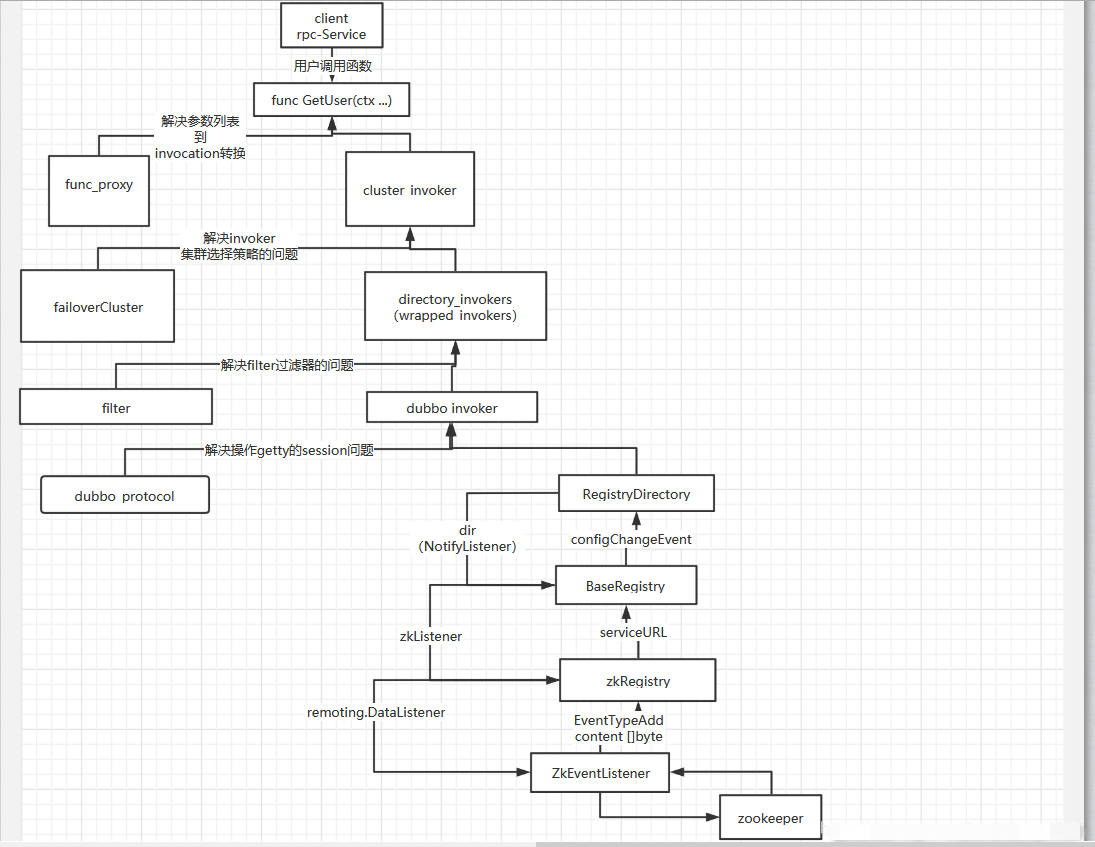 client
rpc-Service
用户调用函数
func GetUser(ctx ...)
解决参数列表
到
invocation转换
func_proxy
cluster invoker
解决invoker
集群选择策略的问题
failoverCluster
directory_invokers
（wrapped invokers）
解决filter过滤器的问题
filter
dubbo invoker
解决操作getty的session问题
dubbo protocol
RegistryDirectory
dir
（NotifyListener）
configChangeEvent
BaseRegistry
zkListener
serviceURL
zkRegistry
remoting.DataListener
EventTypeAdd
content []byte
ZkEventListener
zookeeper